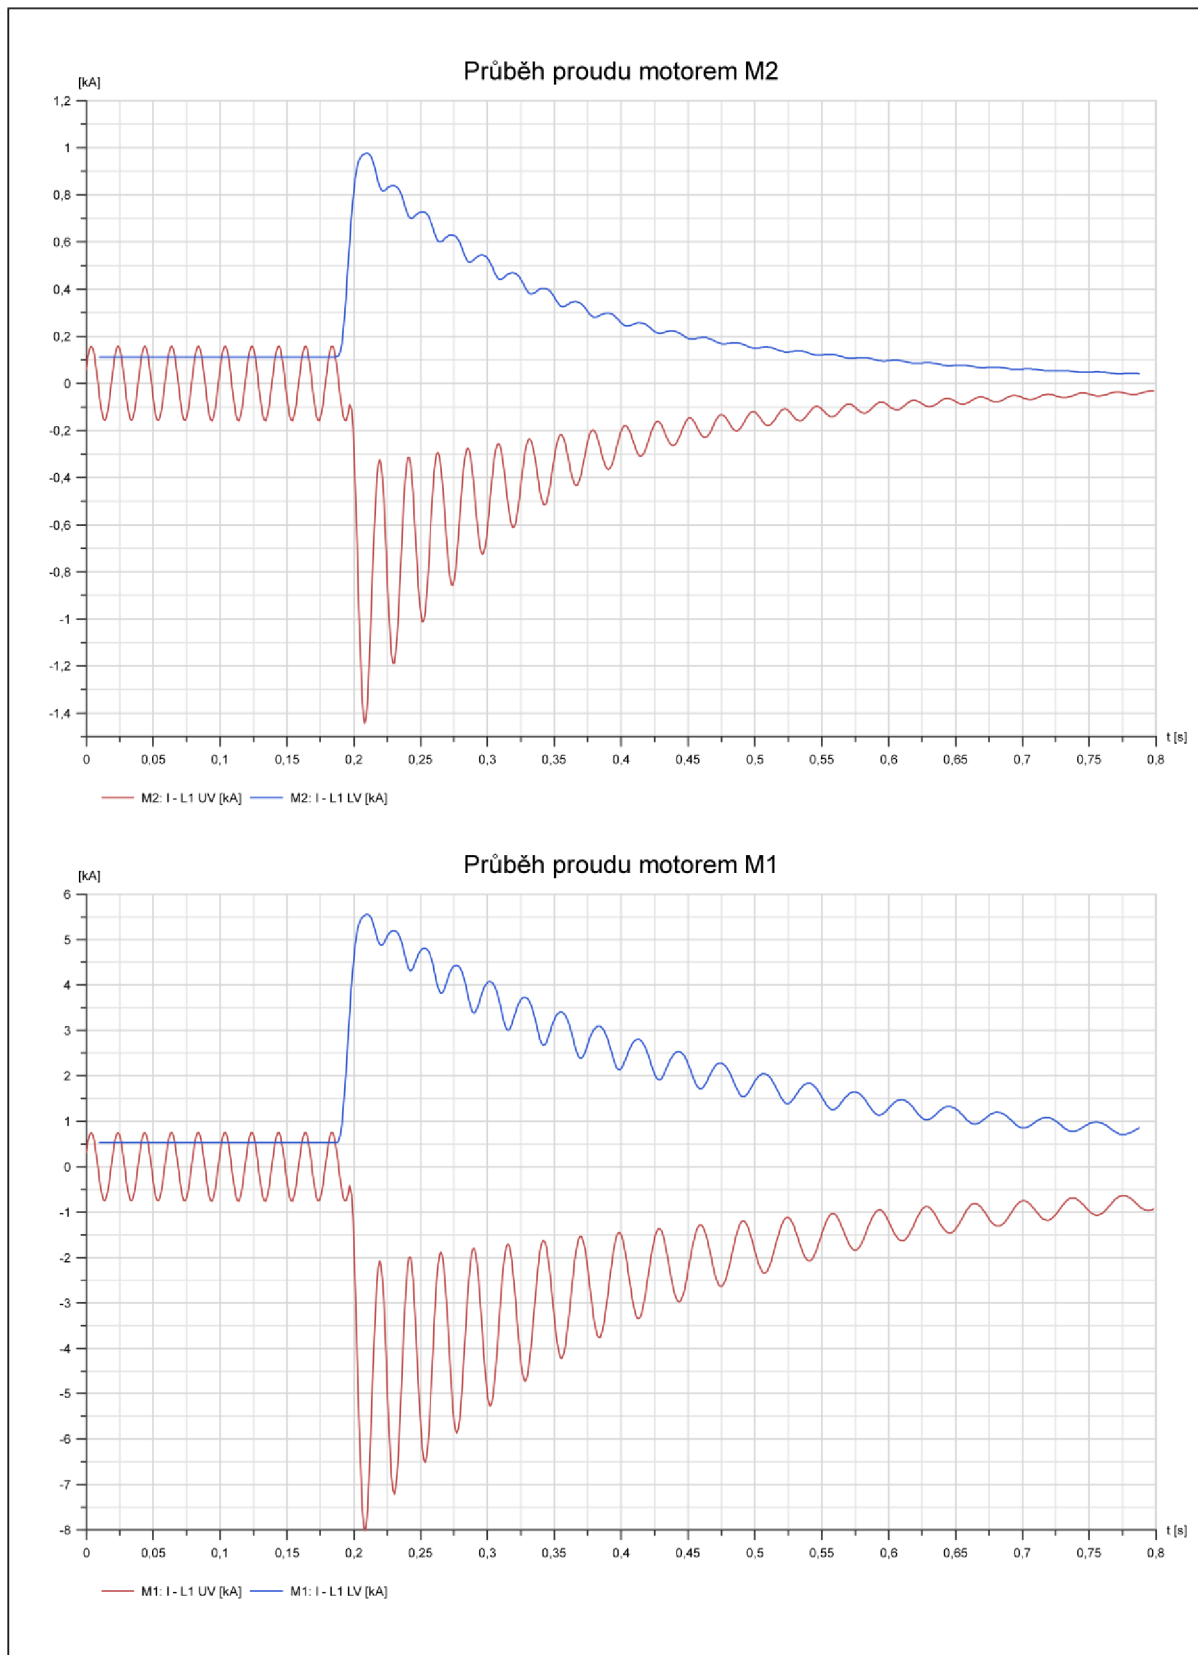 Průběh proudu motorem M2
[kA]
1,2
1
0,8
0,6
0,4
0,2
0
-0,2
-0,4
-0,6
-0,8
-1
-1,2
-1,4
t [s]
0 0,05 0,1 0,15 0,2 0,25 0,3 0,35 0,4 0,45 0,5 0,55 0,6 0,65 0,7 0,75 0,8
M2: I - L1 UV [kA] M2: I - L1 LV [kA]
Průběh proudu motorem M1
[kA]
6
5
4
3
2
1
0
-1
-2
-3
-4
-5
-6
-7
-8
t [s]
0 0,05 0,1 0,15 0,2 0,25 0,3 0,35 0,4 0,45 0,5 0,55 0,6 0,65 0,7 0,75 0,8
M1: I - L1 UV [kA] M1: I - L1 LV [kA]